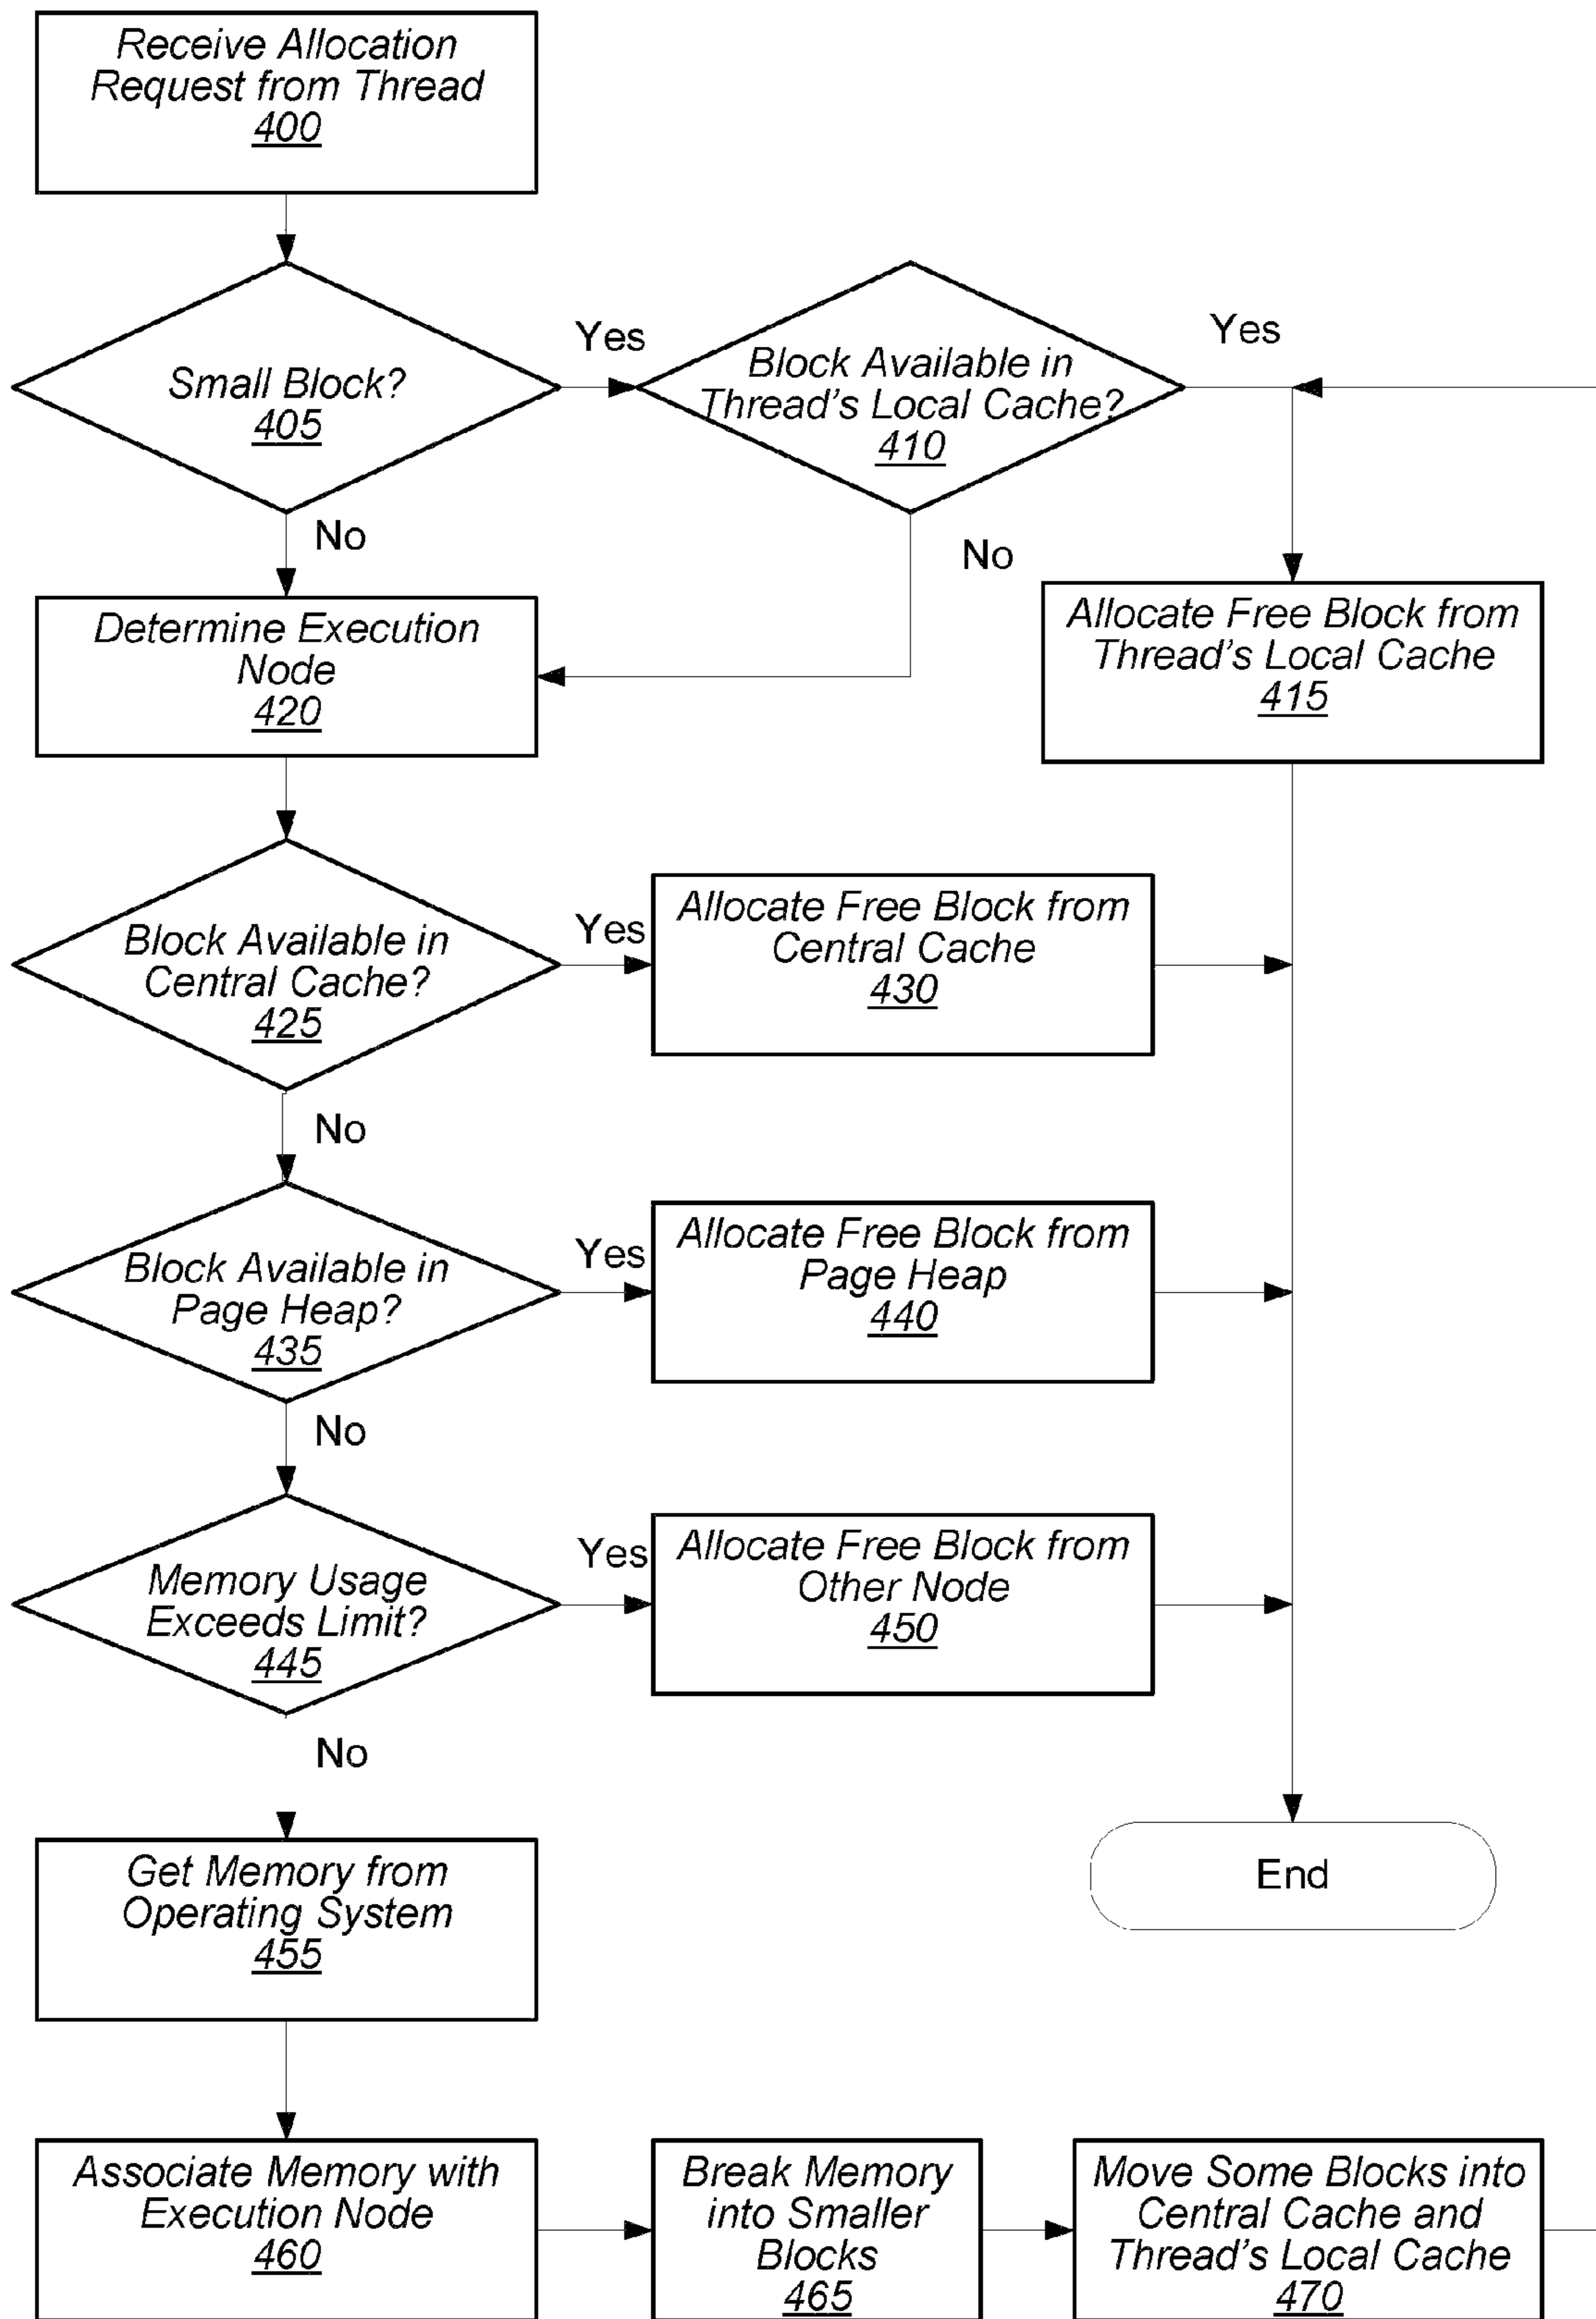 Receive Allocation
Request from Thread
400
Small Block?
405
Yes
Block Available in
Thread's Local Cache?
410
Yes
No
No
Determine Execution
Node
420
Allocate Free Block from
Thread's Local Cache
415
Block Available in
Central Cache?
425
Yes
Allocate Free Block from
Central Cache
430
No
Block Available in
Page Heap?
435
Yes
Allocate Free Block from
Page Heap
440
No
Memory Usage
Exceeds Limit?
445
Yes
Allocate Free Block from
Other Node
450
No
Get Memory from
Operating System
455
End
Associate Memory with
Execution Node
460
Break Memory
into Smaller
Blocks
465
Move Some Blocks into
Central Cache and
Thread's Local Cache
470